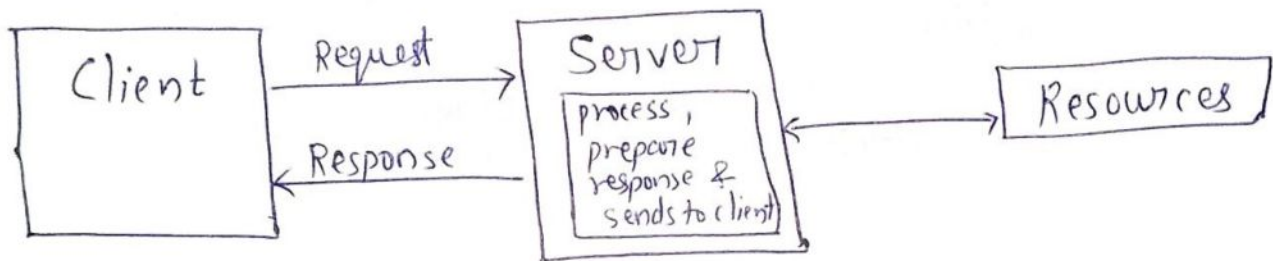 Client
Request
Response
Server
process,
prepare
response &
sends to client
Resources